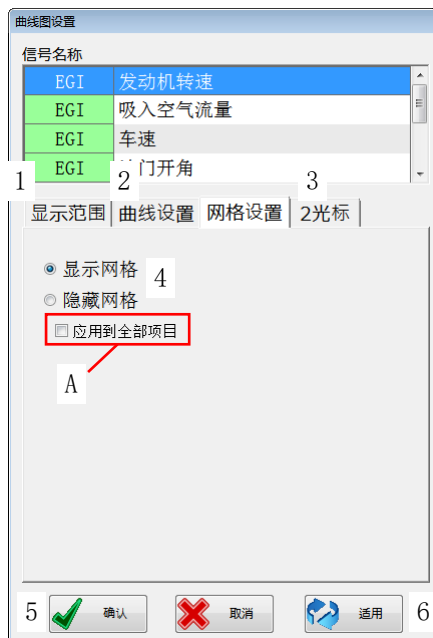 曲线图设置
信号名称
EGI 发动机转速
EGI 吸入空气流量
EGI 车速
EGI 门开角
1 2 3
显示范围 曲线设置 网格设置 2光标
显示网格
4
隐藏网格
应用到全部项目
A
5 确认 取消 适用 6